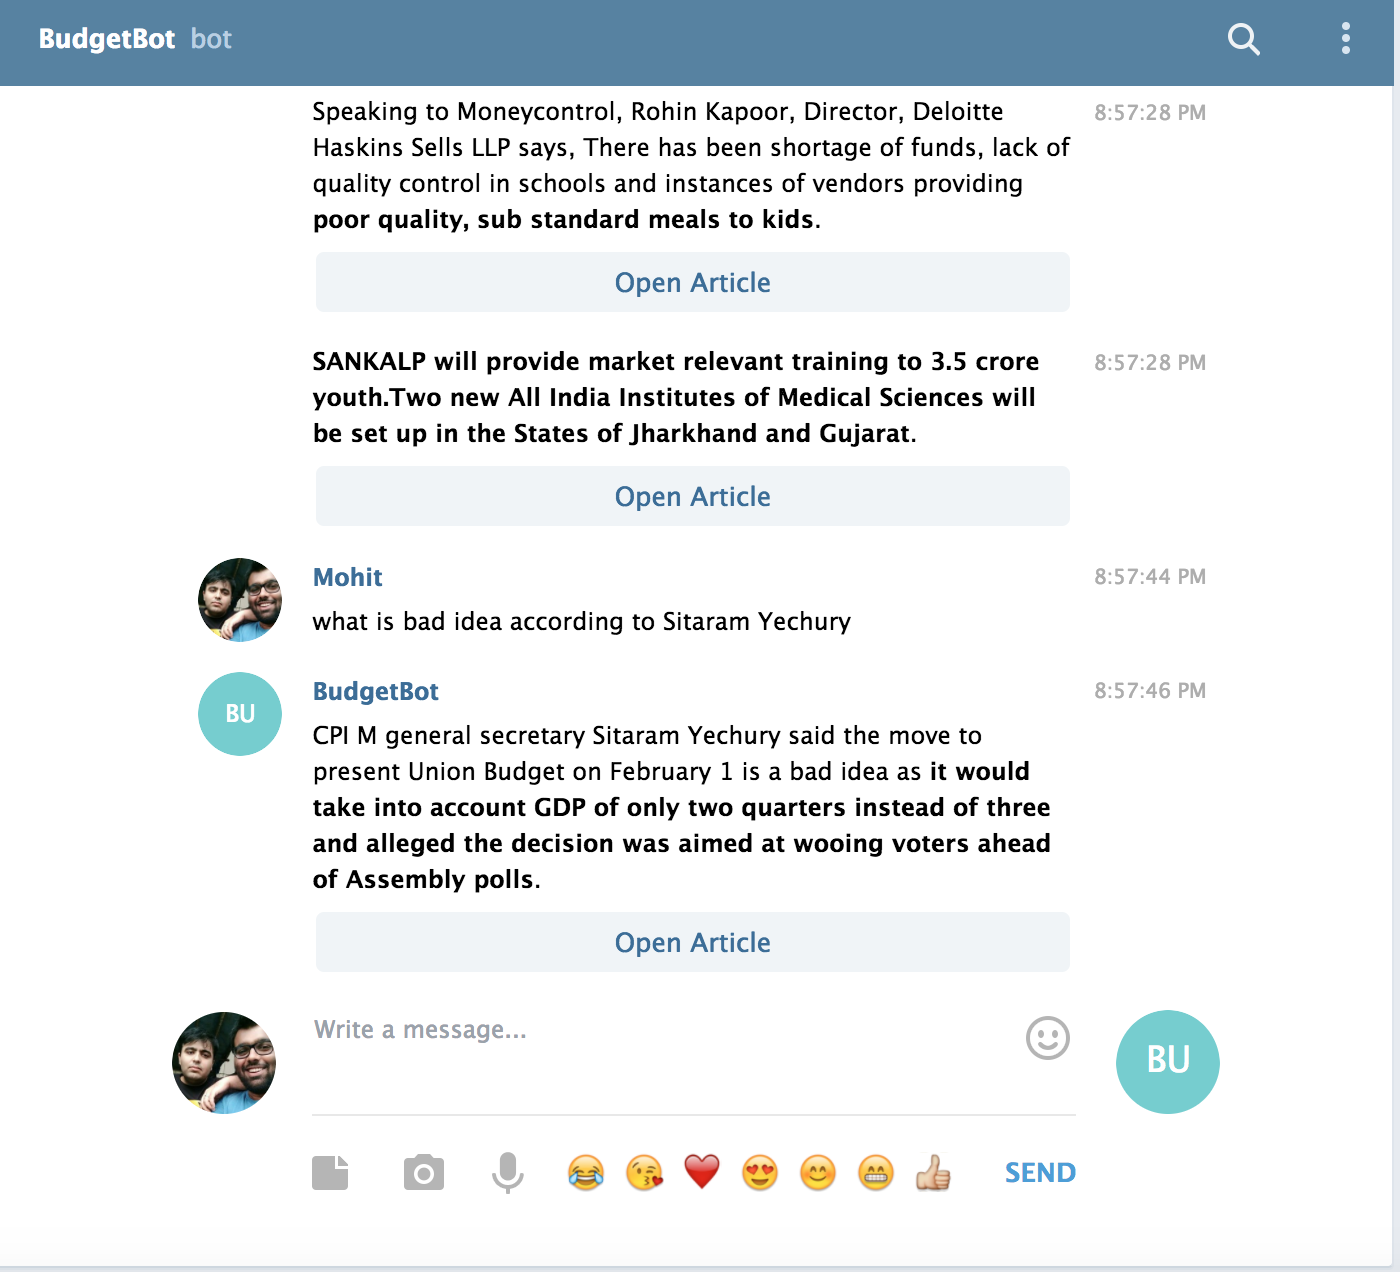 BudgetBot bot
Speaking to Moneycontrol, Rohin Kapoor, Director, Deloitte 8:57:28 PM
Haskins Sells LLP says, There has been shortage of funds, lack of
quality control in schools and instances of vendors providing
poor quality, sub standard meals to kids.
Open Article
SANKALP will provide market relevant training to 3.5 crore 8:57:28 PM
youth.Two new All India Institutes of Medical Sciences will
be set up in the States of Jharkhand and Gujarat.
Open Article
Mohit 8:57:44 PM
what is bad idea according to Sitaram Yechury
BU
BudgetBot 8:57:46 PM
CPI M general secretary Sitaram Yechury said the move to
present Union Budget on February 1 is a bad idea as it would
take into account GDP of only two quarters instead of three
and alleged the decision was aimed at wooing voters ahead
of Assembly polls.
Open Article
Write a message...
BU
SEND